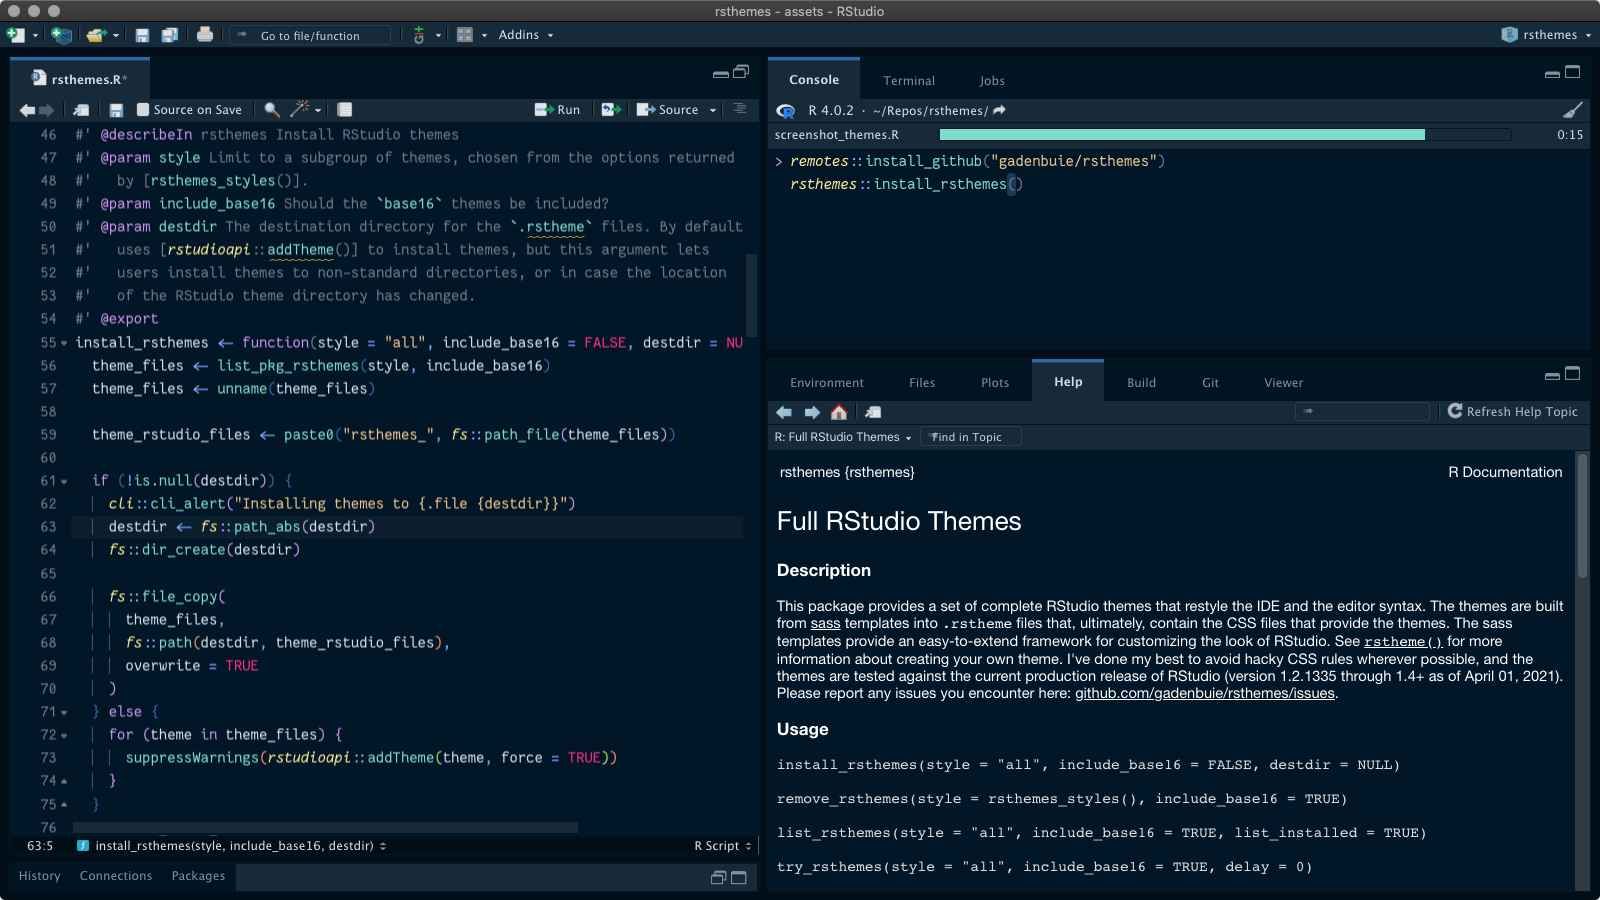 rsthemes - assets - RStudio
Go to file/function
Git
Addins
rsthemes
rsthemes.R*
Source on Save
Run
Source
46 #' @describeIn rsthemes Install RStudio themes
47 #' @param style Limit to a subgroup of themes, chosen from the options returned
48 #'   by [rsthemes_styles()].
49 #' @param include_base16 Should the `base16` themes be included?
50 #' @param destdir The destination directory for the `.rstheme` files. By default
51 #'   uses [rstudioapi::addTheme()] to install themes, but this argument lets
52 #'   users install themes to non-standard directories, or in case the location
53 #'   of the RStudio theme directory has changed.
54 #' @export
55 install_rsthemes <- function(style = "all", include_base16 = FALSE, destdir = NU
56   theme_files <- list_pkg_rsthemes(style, include_base16)
57   theme_files <- unname(theme_files)
58
59   theme_rstudio_files <- paste0("rsthemes_", fs::path_file(theme_files))
60
61   if (!is.null(destdir)) {
62     cli::cli_alert("Installing themes to {.file {destdir}}")
63     destdir <- fs::path_abs(destdir)
64     fs::dir_create(destdir)
65
66     fs::file_copy(
67       theme_files,
68       fs::path(destdir, theme_rstudio_files),
69       overwrite = TRUE
70     )
71   } else {
72     for (theme in theme_files) {
73       suppressWarnings(rstudioapi::addTheme(theme, force = TRUE))
74     }
75   }
76
63:5 install_rsthemes(style, include_base16, destdir)
R Script
History Connections Packages
Console Terminal Jobs
R 4.0.2 · ~/Repos/rsthemes/
screenshot_themes.R 0:15
> remotes::install_github("gadenbuie/rsthemes")
rsthemes::install_rsthemes()
Environment Files Plots Help Build Git Viewer
Refresh Help Topic
R: Full RStudio Themes Find in Topic
rsthemes {rsthemes} R Documentation
Full RStudio Themes
Description
This package provides a set of complete RStudio themes that restyle the IDE and the editor syntax. The themes are built
from sass templates into .rstheme files that, ultimately, contain the CSS files that provide the themes. The sass
templates provide an easy-to-extend framework for customizing the look of RStudio. See rstheme() for more
information about creating your own theme. I've done my best to avoid hacky CSS rules wherever possible, and the
themes are tested against the current production release of RStudio (version 1.2.1335 through 1.4+ as of April 01, 2021).
Please report any issues you encounter here: github.com/gadenbuie/rsthemes/issues.
Usage
install_rsthemes(style = "all", include_base16 = FALSE, destdir = NULL)
remove_rsthemes(style = rsthemes_styles(), include_base16 = TRUE)
list_rsthemes(style = "all", include_base16 = TRUE, list_installed = TRUE)
try_rsthemes(style = "all", include_base16 = TRUE, delay = 0)